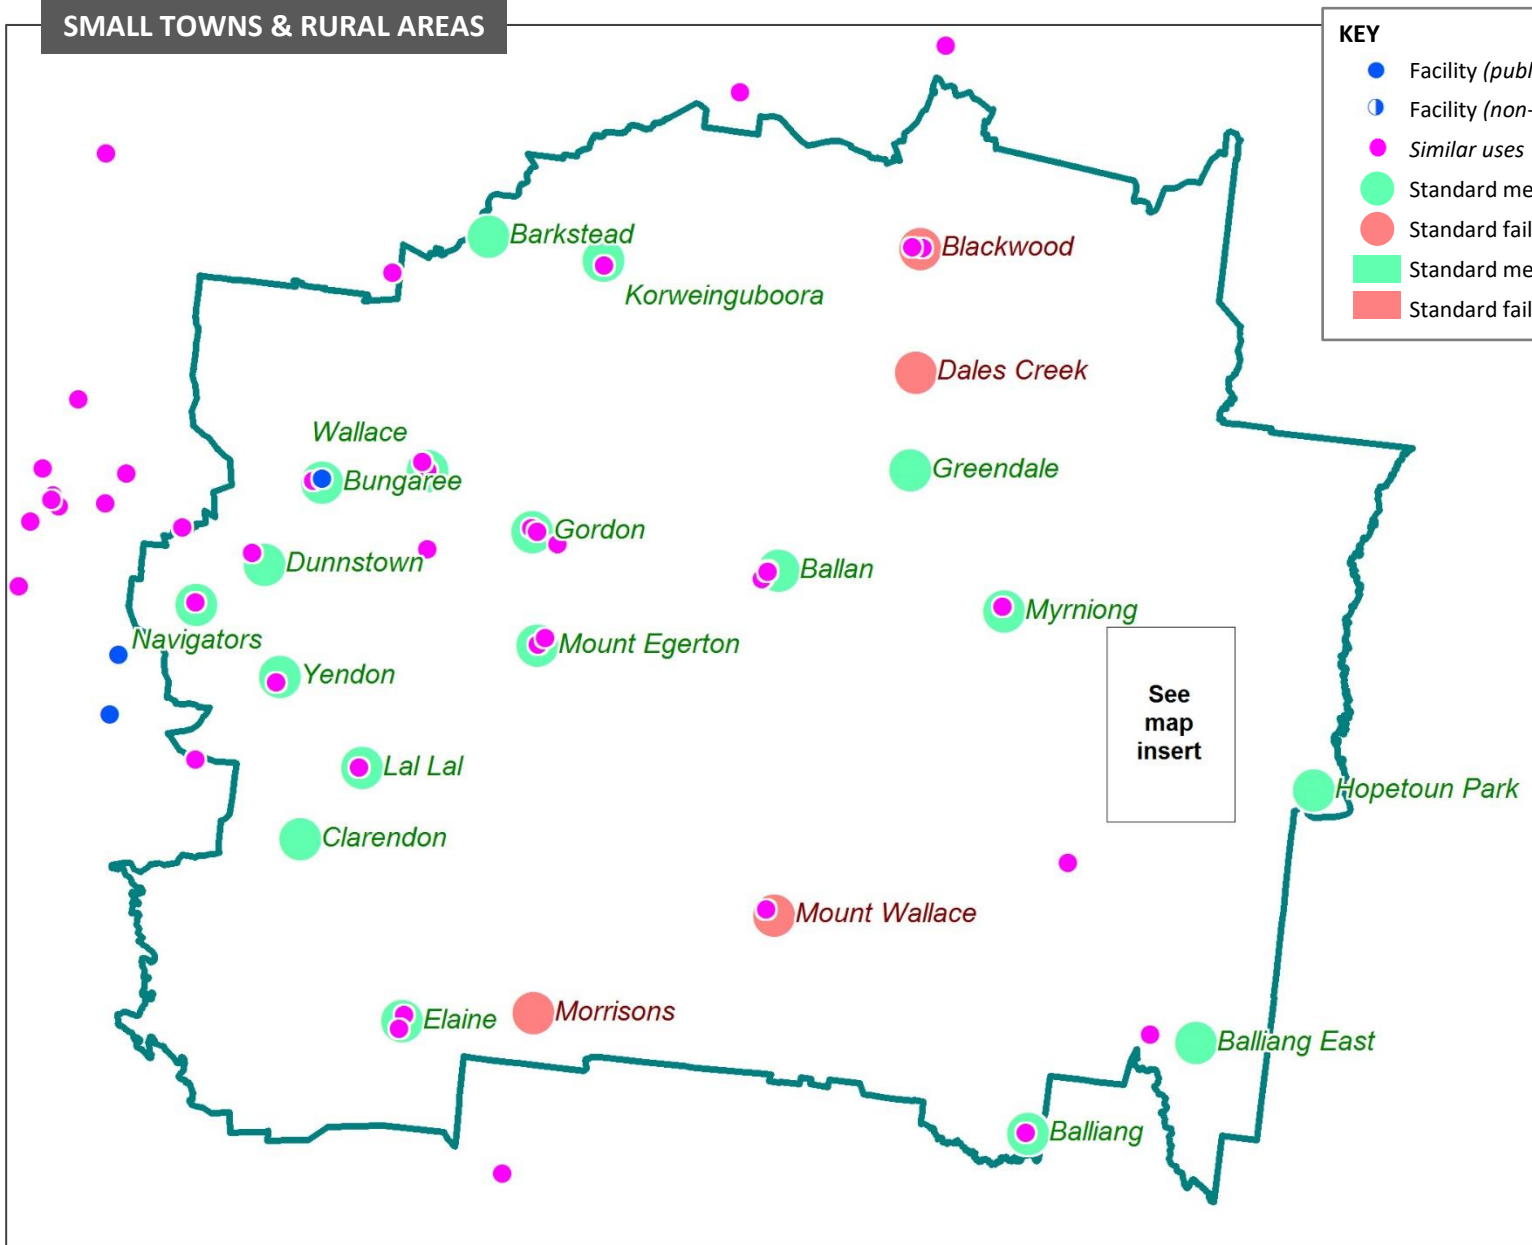 SMALL TOWNS & RURAL AREAS
KEY
Facility (publ
Facility (non-
Similar uses
Standard me
Standard fail
Standard me
Standard fail
Barkstead
Korweinguboora
Blackwood
Dales Creek
Wallace
Bungaree
Greendale
Gordon
Dunnstown
Ballan
Myrniong
Navigators
Mount Egerton
Yendon
See
map
insert
Lal Lal
Hopetoun Park
Clarendon
Mount Wallace
Elaine
Morrisons
Balliang East
Balliang